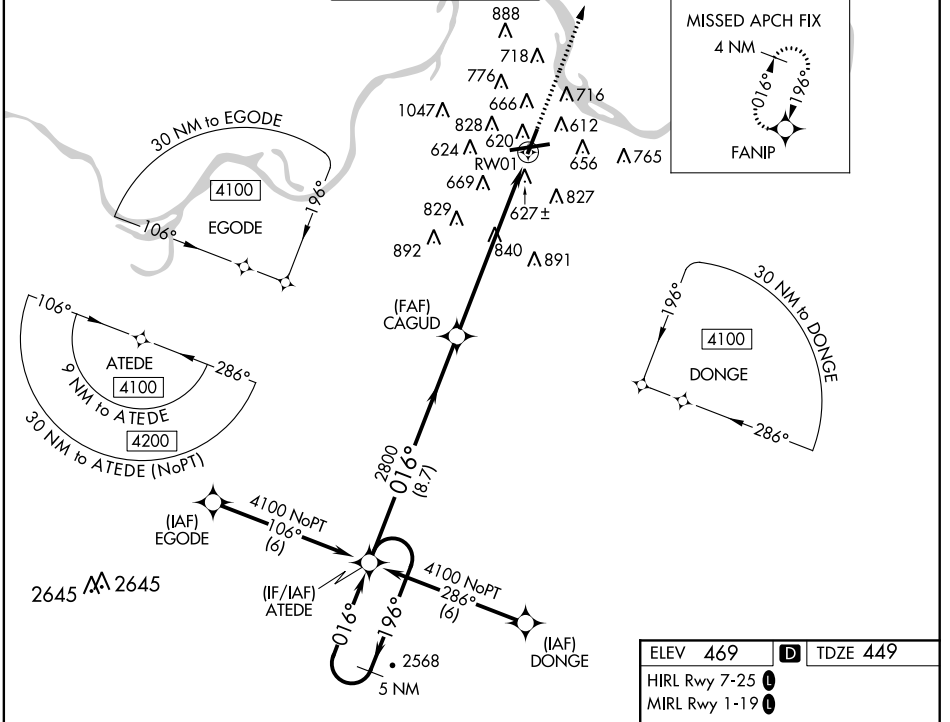 888
718
776
666
716
1047
828
620
612
624
RW01
656
765
669
627±
827
829
892
840
891
MISSED APCH FIX
4 NM
016°
196°
FANIP
30 NM to EGODE
4100
196°
EGODE
106°
106°
ATEDE
4100
286°
9 NM to ATEDE
4200
30 NM to ATEDE (NoPT)
(FAF)
CAGUD
30 NM to DONGE
196°
4100
DONGE
286°
2800
016°
(8.7)
(IAF)
EGODE
4100 NoPT
106°
(6)
2645
2645
(IF/IAF)
ATEDE
4100 NoPT
286°
(6)
(IAF)
DONGE
016°
196°
2568
5 NM
ELEV 469 D TDZE 449
HIRL Rwy 7-25 L
MIRL Rwy 1-19 L